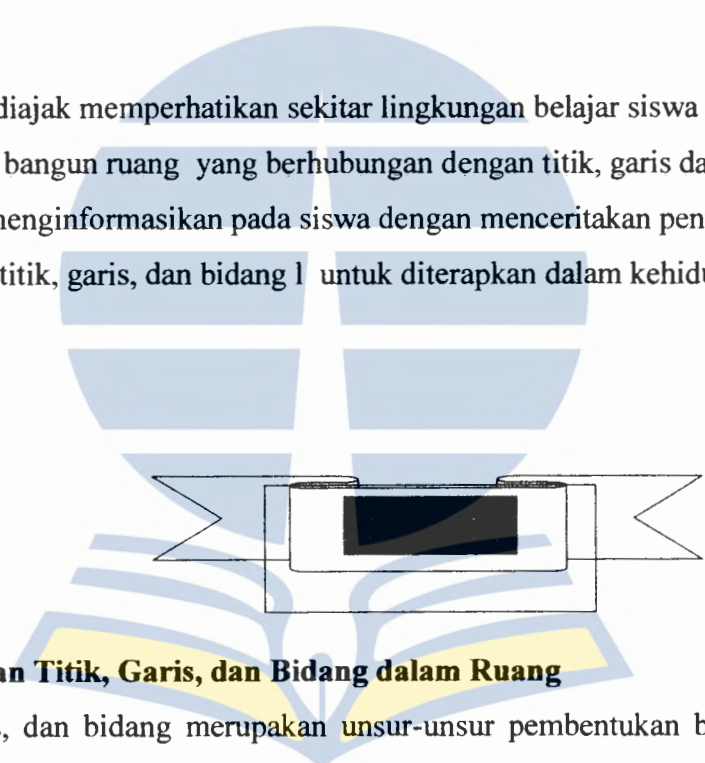 diajak memperhatikan sekitar lingkungan belajar siswa
bangun ruang yang berhubungan dengan titik, garis da
nenginformasikan pada siswa dengan menceritakan pen
titik, garis, dan bidang l untuk diterapkan dalam kehidu
an Titik, Garis, dan Bidang dalam Ruang
s, dan bidang merupakan unsur-unsur pembentukan b